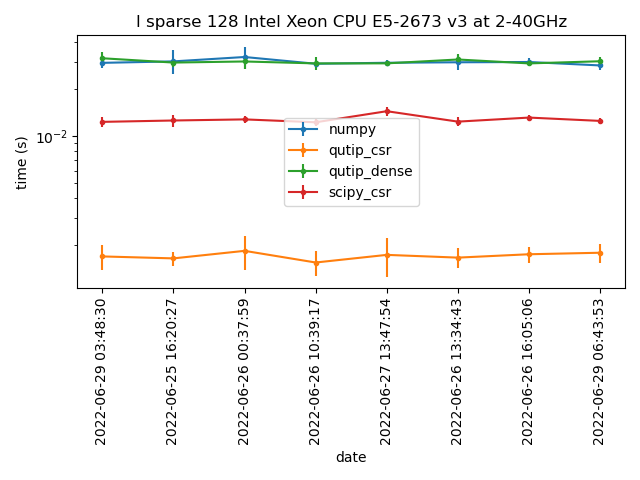 l sparse 128 Intel Xeon CPU E5-2673 v3 at 2-40GHz
time (s)
10⁻²
numpy
qutip_csr
qutip_dense
scipy_csr
2022-06-29 03:48:30
2022-06-25 16:20:27
2022-06-26 00:37:59
2022-06-26 10:39:17
2022-06-27 13:47:54
2022-06-26 13:34:43
2022-06-26 16:05:06
2022-06-29 06:43:53
date